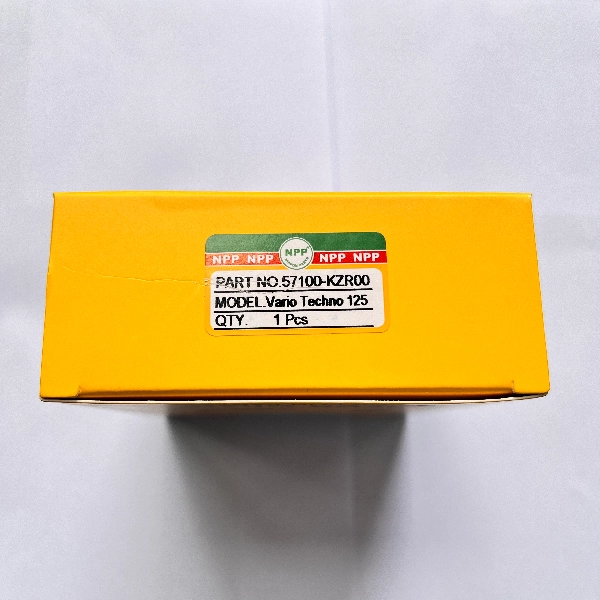 NPP NPP NPP NPP NPP
PART NO.57100-KZR00
MODEL.Vario Techno 125
QTY. 1 Pcs